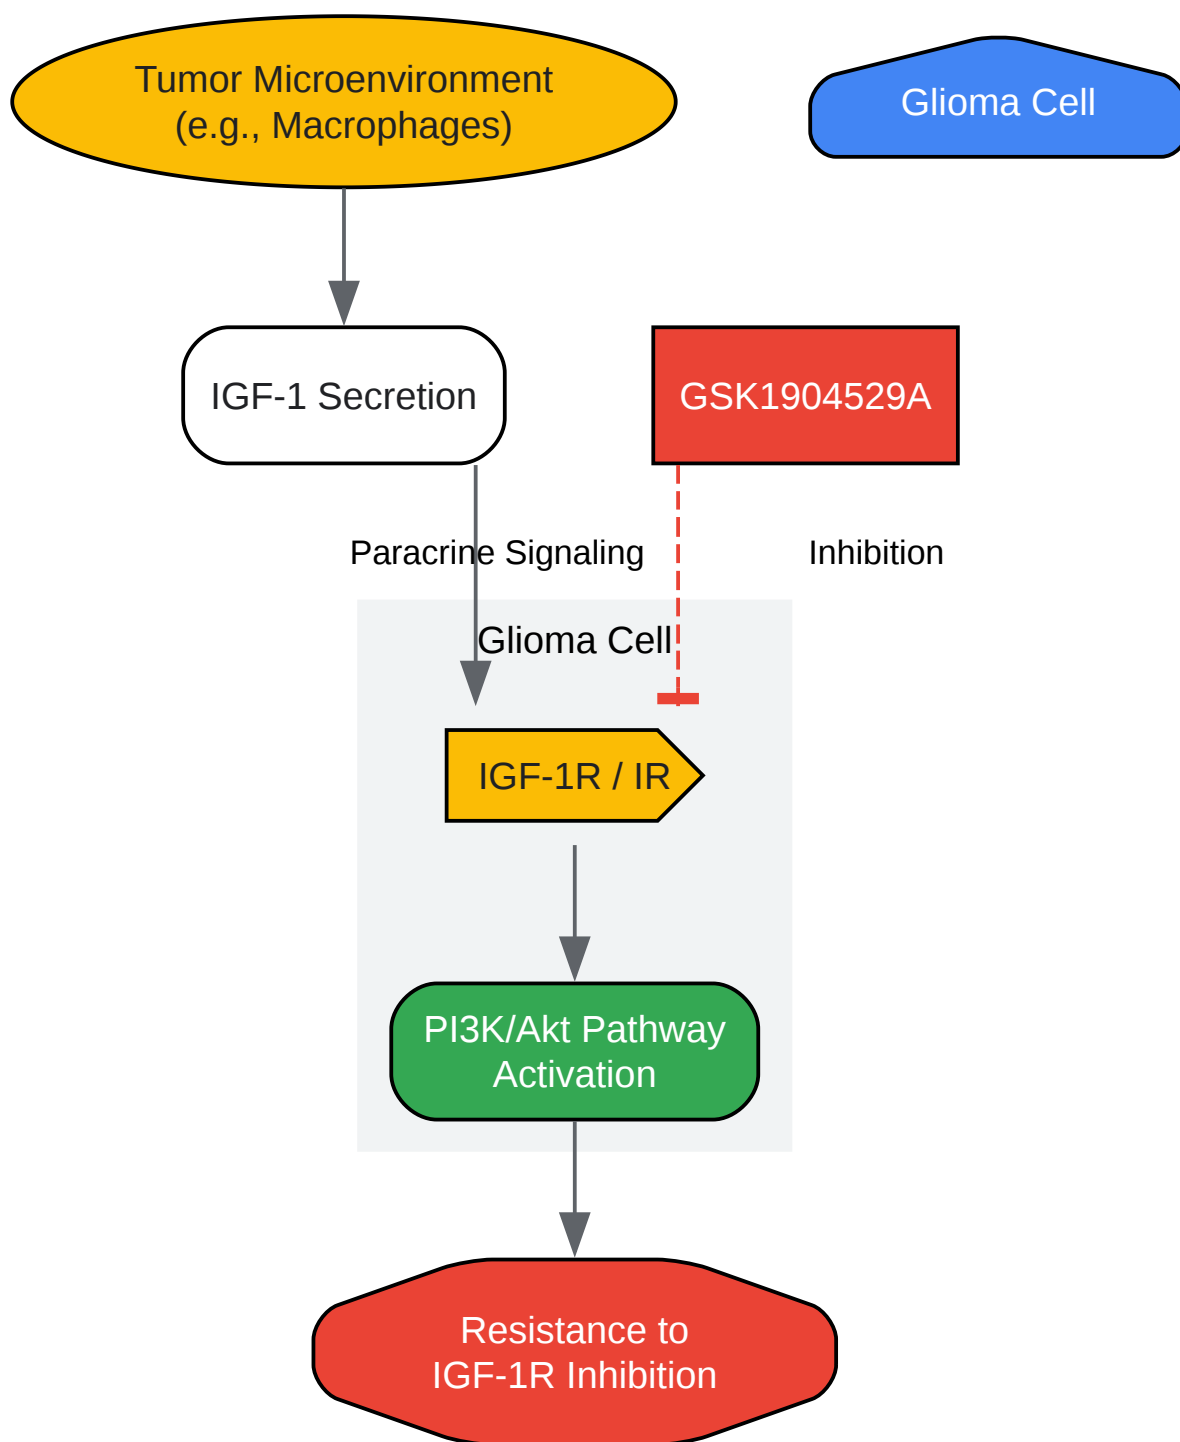 Tumor Microenvironment
(e.g., Macrophages)
Glioma Cell
IGF-1 Secretion
GSK1904529A
Paracrine Signaling
Inhibition
Glioma Cell
IGF-1R / IR
PI3K/Akt Pathway
Activation
Resistance to
IGF-1R Inhibition